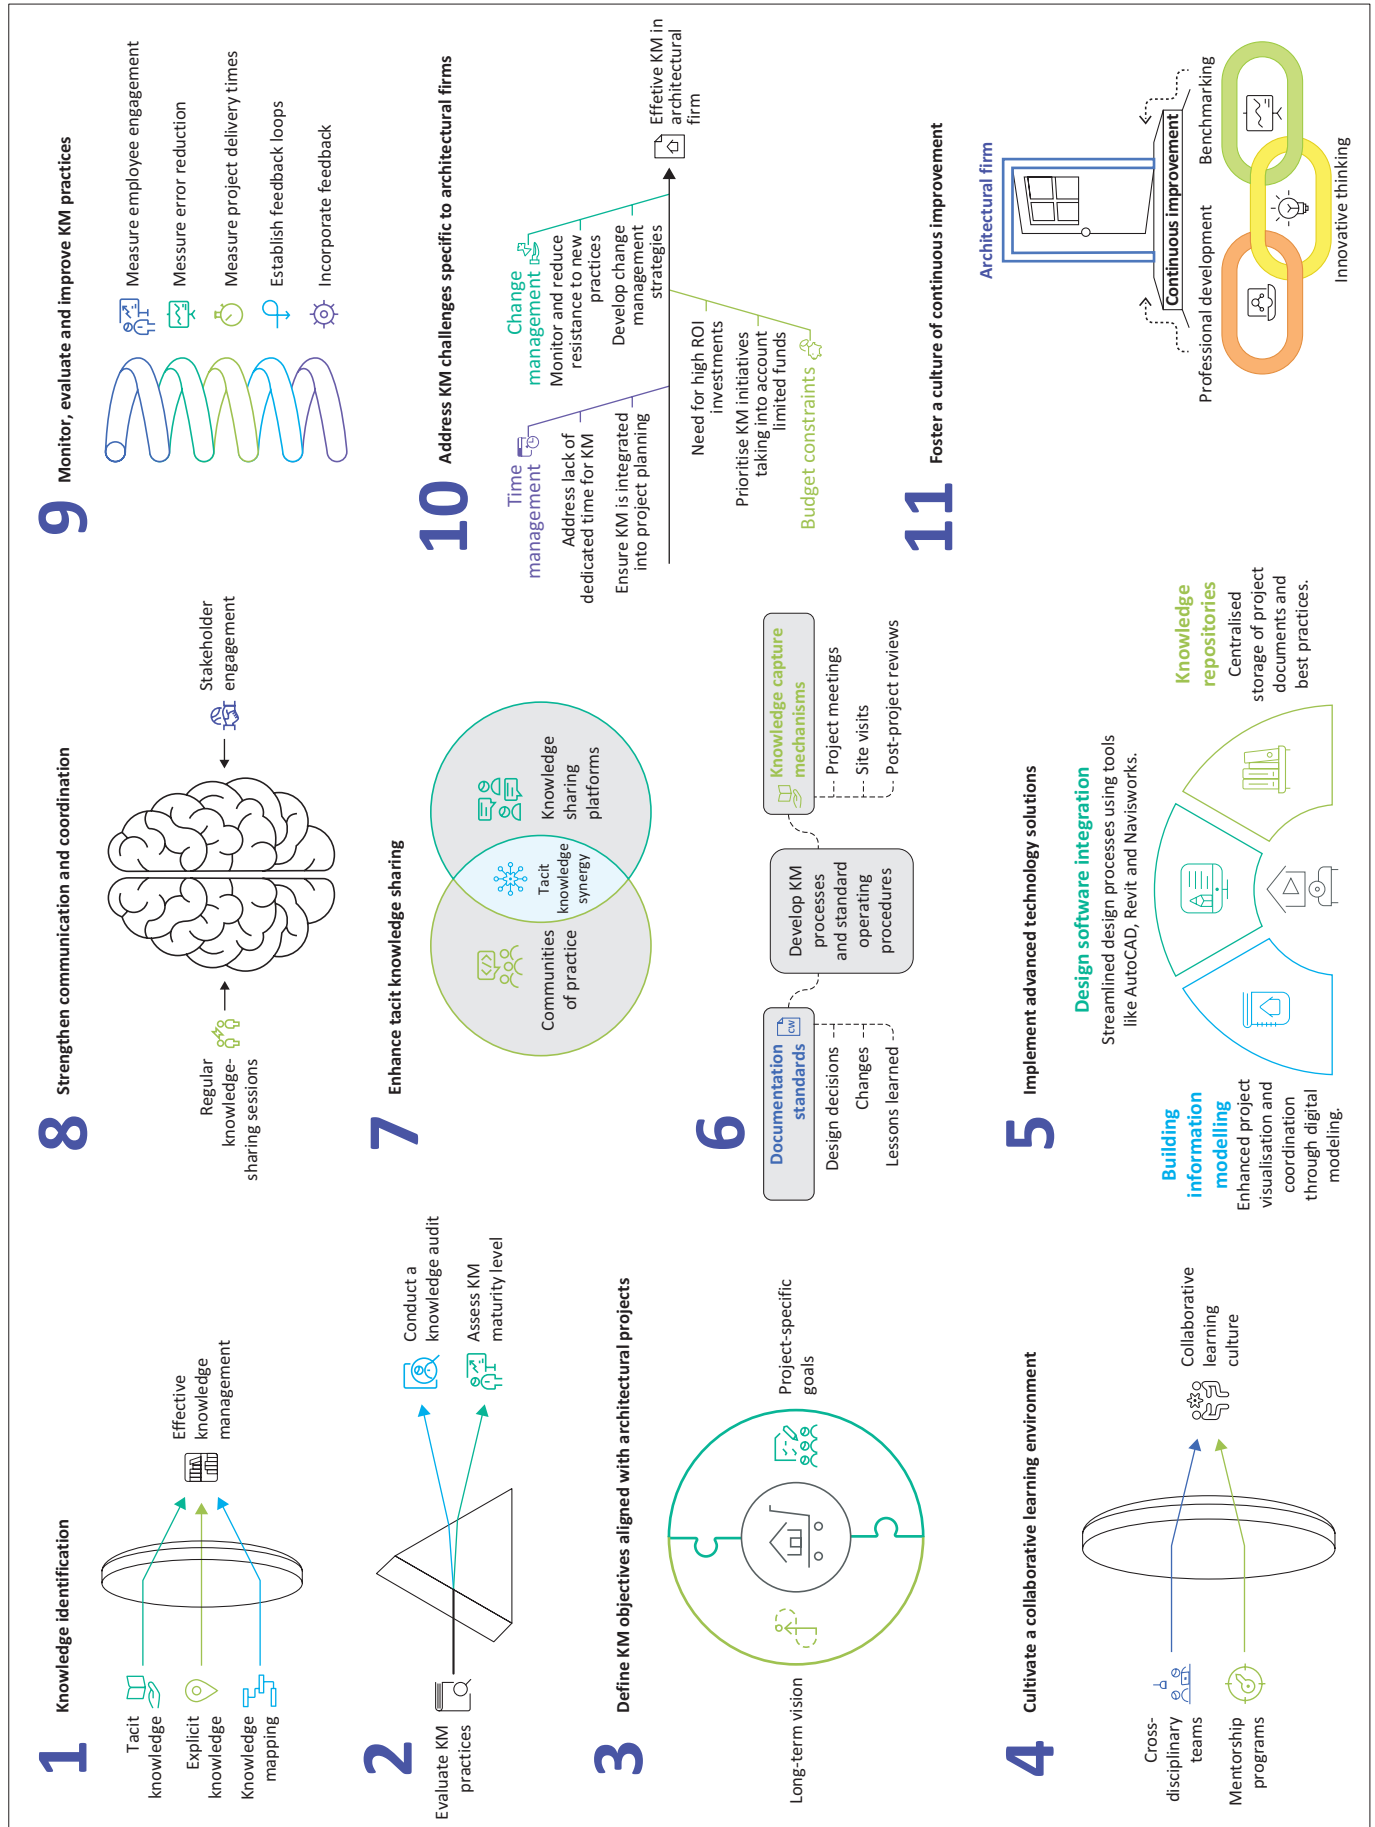 1
Knowledge identification
Tacit
knowledge
Explicit
knowledge
Knowledge
mapping
Effective
knowledge
management
2
Evaluate KM
practices
Conduct a
knowledge audit
Assess KM
maturity level
3
Define KM objectives aligned with architectural projects
Long-term vision
Project-specific
goals
4
Cultivate a collaborative learning environment
Cross-
disciplinary
teams
Mentorship
programs
Collaborative
learning
culture
5
Implement advanced technology solutions
Building
information
modelling
Enhanced project
visualisation and
coordination
through digital
modeling.
Design software integration
Streamlined design processes using tools
like AutoCAD, Revit and Navisworks.
Knowledge
repositories
Centralised
storage of project
documents and
best practices.
6
Documentation
standards
CW
Design decisions
Changes
Lessons learned
Develop KM
processes
and standard
operating
procedures
Knowledge capture
mechanisms
Project meetings
Site visits
Post-project reviews
7
Enhance tacit knowledge sharing
Communities
of practice
Tacit
knowledge
synergy
Knowledge
sharing
platforms
8
Strengthen communication and coordination
Regular
knowledge-
sharing sessions
Stakeholder
engagement
9
Monitor, evaluate and improve KM practices
Measure employee engagement
Messure error reduction
Measure project delivery times
Establish feedback loops
Incorporate feedback
10
Address KM challenges specific to architectural firms
Time
management
Address lack of
dedicated time for KM
Ensure KM is integrated
into project planning
Change
management
Monitor and reduce
resistance to new
practices
Develop change
management
strategies
Need for high ROI
investments
Prioritise KM initiatives
taking into account
limited funds
Budget constraints
Effetive KM in
architectural
firm
11
Foster a culture of continuous improvement
Architectural firm
Continuous improvement
Professional development
Benchmarking
Innovative thinking